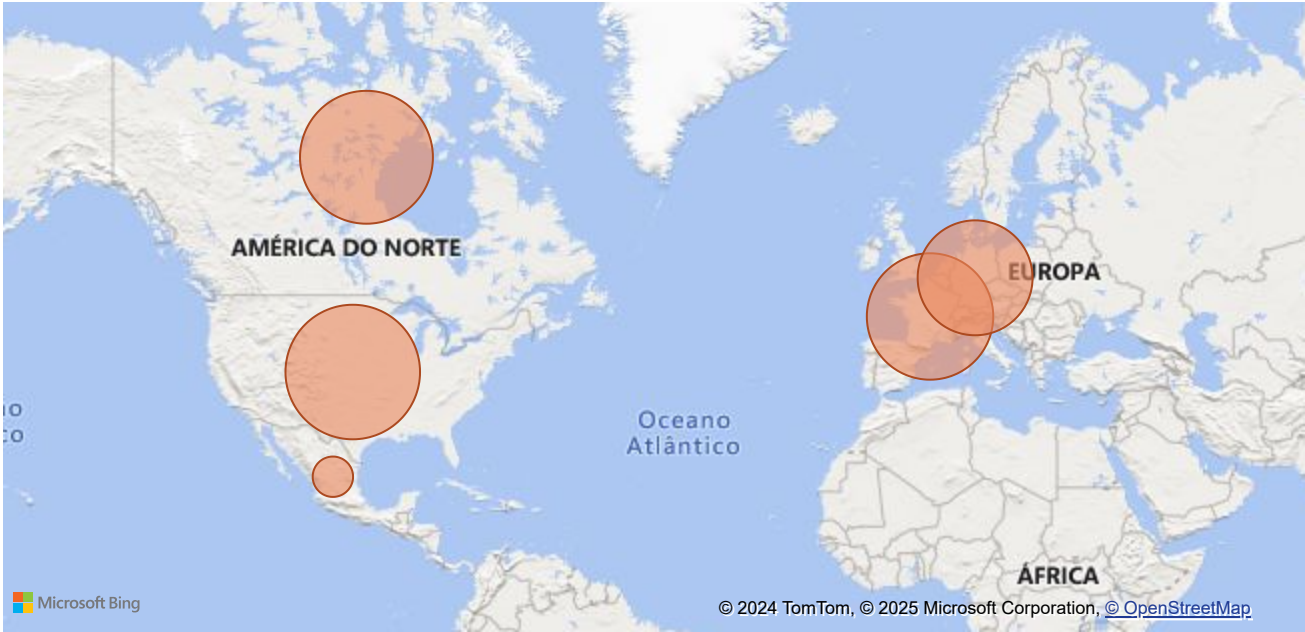 AMÉRICA DO NORTE
EUROPA
Oceano
Atlântico
ÁFRICA
Microsoft Bing
© 2024 TomTom, © 2025 Microsoft Corporation, © OpenStreetMap